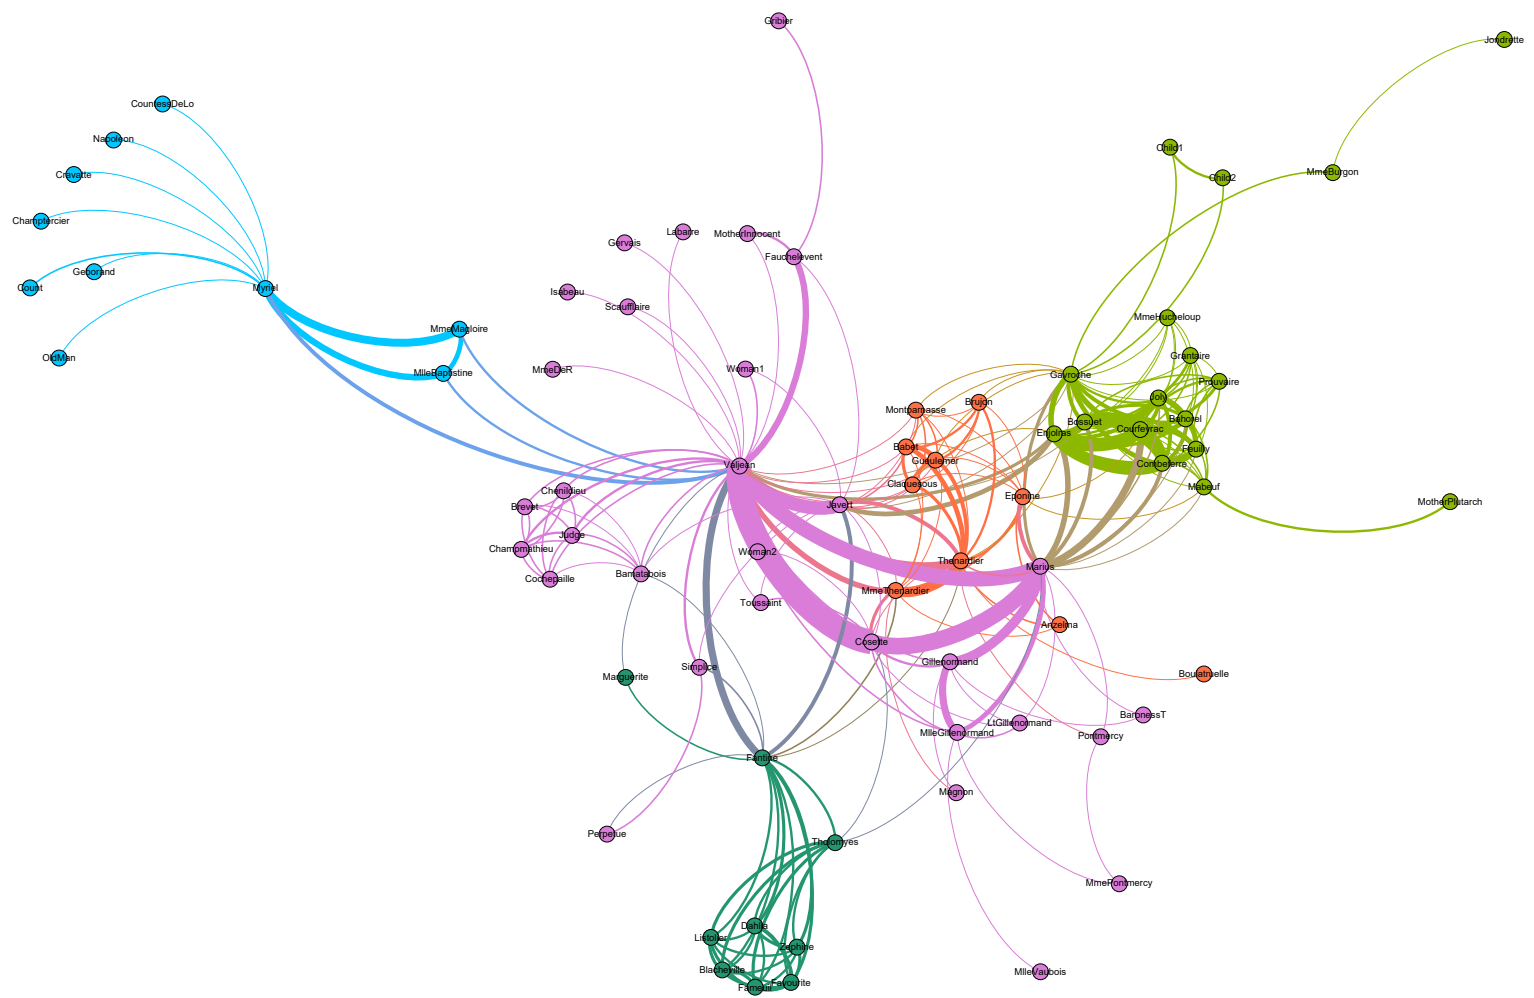 Gribier
Jondrette
CountessDeLo
Napoleon
Child1
Child2
MmeBurgon
Cravatte
Champtercier
Labarre
MotherInnocent
Gervais
Fauchelevent
Geborand
Count
Myriel
Isabeau
Scaufflaire
MmeHucheloup
MmeMagloire
OldMan
Grantaire
MlleBaptistine
MmeDeR
Woman1
Gavroche
Prouvaire
Joly
Montparnasse
Brujon
Bahorel
Bossuet
Courfeyrac
Enjolras
Babet
Feuilly
Gueulemer
Combeferre
Valjean
Claquesous
Mabeuf
Chenildieu
Eponine
MotherPlutarch
Brevet
Javert
Judge
Champmathieu
Woman2
Thenardier
Marius
Cochepaille
Bamatabois
MmeThenardier
Toussaint
Anzelma
Cosette
Gillenormand
Simplice
Marguerite
Boulatruelle
BaronessT
LtGillenormand
MlleGillenormand
Pontmercy
Fantine
Magnon
Perpetue
Tholomyes
MmePontmercy
Dahlia
Listolier
Zephine
Blacheville
MlleVaubois
Favourite
Fameuil